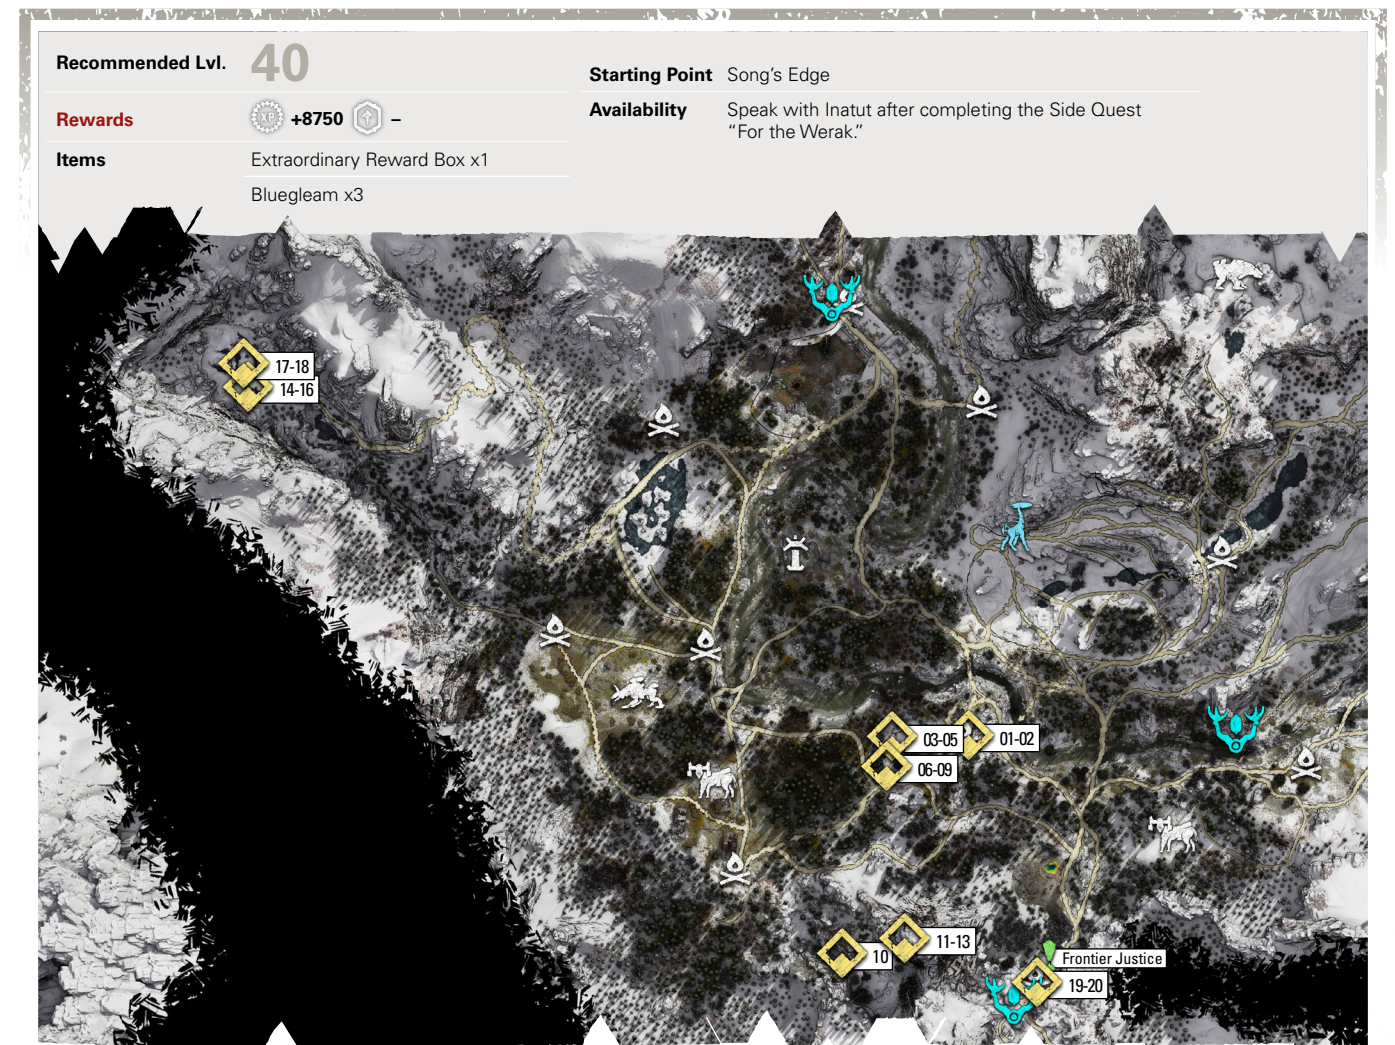 Recommended Lvl. 40
Starting Point Song's Edge
Rewards XP +8750 –
Availability Speak with Inatut after completing the Side Quest
"For the Werak."
Items Extraordinary Reward Box x1
Bluegleam x3
17-18
14-16
03-05
01-02
06-09
11-13
10
Frontier Justice
19-20